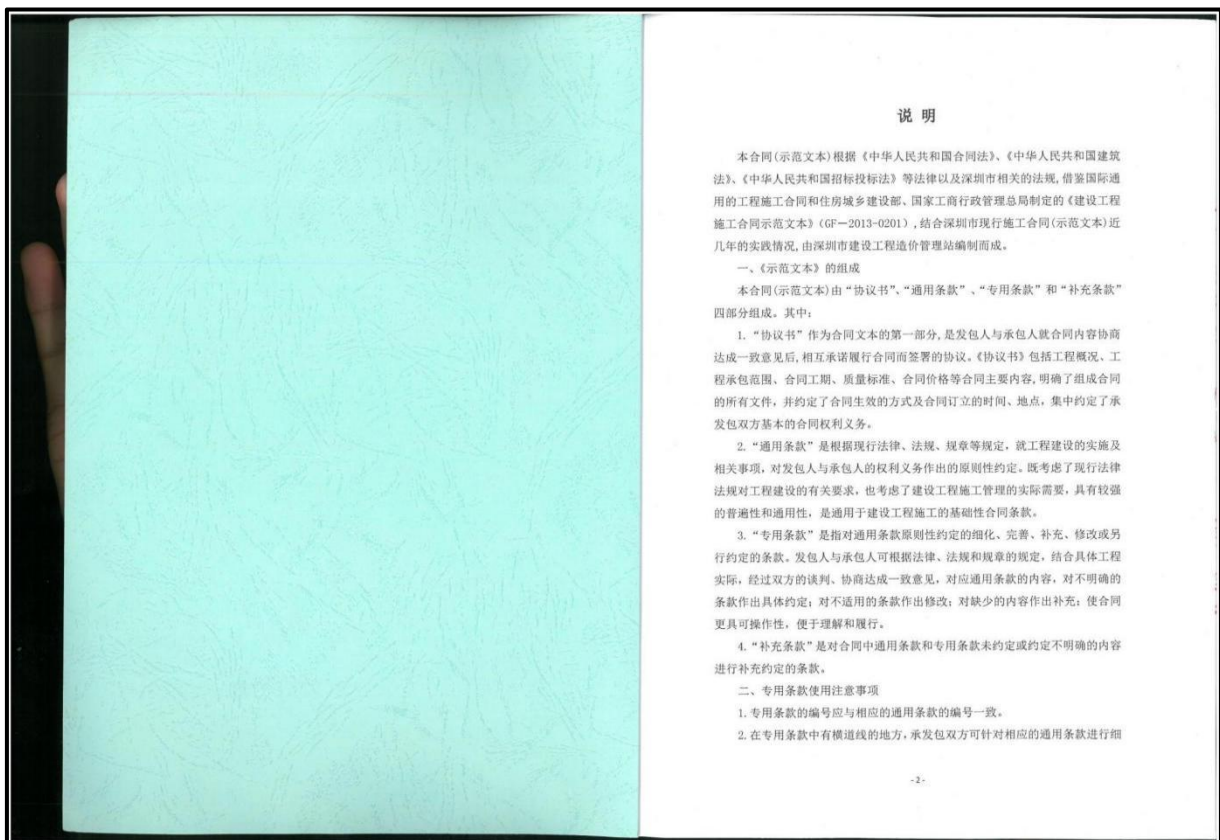 说 明
本合同(示范文本)根据《中华人民共和国合同法》、《中华人民共和国建筑
法》、《中华人民共和国招标投标法》等法律以及深圳市相关的法规,借鉴国际通
用的工程施工合同和住房城乡建设部、国家工商行政管理总局制定的《建设工程
施工合同示范文本》(GF—2013-0201),结合深圳市现行施工合同(示范文本)近
几年的实践情况,由深圳市建设工程造价管理站编制而成。
一、《示范文本》的组成
本合同(示范文本)由“协议书”、“通用条款”、“专用条款”和“补充条款”
四部分组成。其中:
1. “协议书”作为合同文本的第一部分,是发包人与承包人就合同内容协商
达成一致意见后,相互承诺履行合同而签署的协议。《协议书》包括工程概况、工
程承包范围、合同工期、质量标准、合同价格等合同主要内容,明确了组成合同
的所有文件,并约定了合同生效的方式及合同订立的时间、地点,集中约定了承
发包双方基本的合同权利义务。
2. “通用条款”是根据现行法律、法规、规章等规定,就工程建设的实施及
相关事项,对发包人与承包人的权利义务作出的原则性约定。既考虑了现行法律
法规对工程建设的有关要求,也考虑了建设工程施工管理的实际需要,具有较强
的普遍性和通用性,是通用于建设工程施工的基础性合同条款。
3. “专用条款”是指对通用条款原则性约定的细化、完善、补充、修改或另
行约定的条款。发包人与承包人可根据法律、法规和规章的规定,结合具体工程
实际,经过双方的谈判、协商达成一致意见,对应通用条款的内容,对不明确的
条款作出具体约定;对不适用的条款作出修改;对缺少的内容作出补充;使合同
更具可操作性,便于理解和履行。
4. “补充条款”是对合同中通用条款和专用条款未约定或约定不明确的内容
进行补充约定的条款。
二、专用条款使用注意事项
1. 专用条款的编号应与相应的通用条款的编号一致。
2. 在专用条款中有横道线的地方,承发包双方可针对相应的通用条款进行细
- 2 -